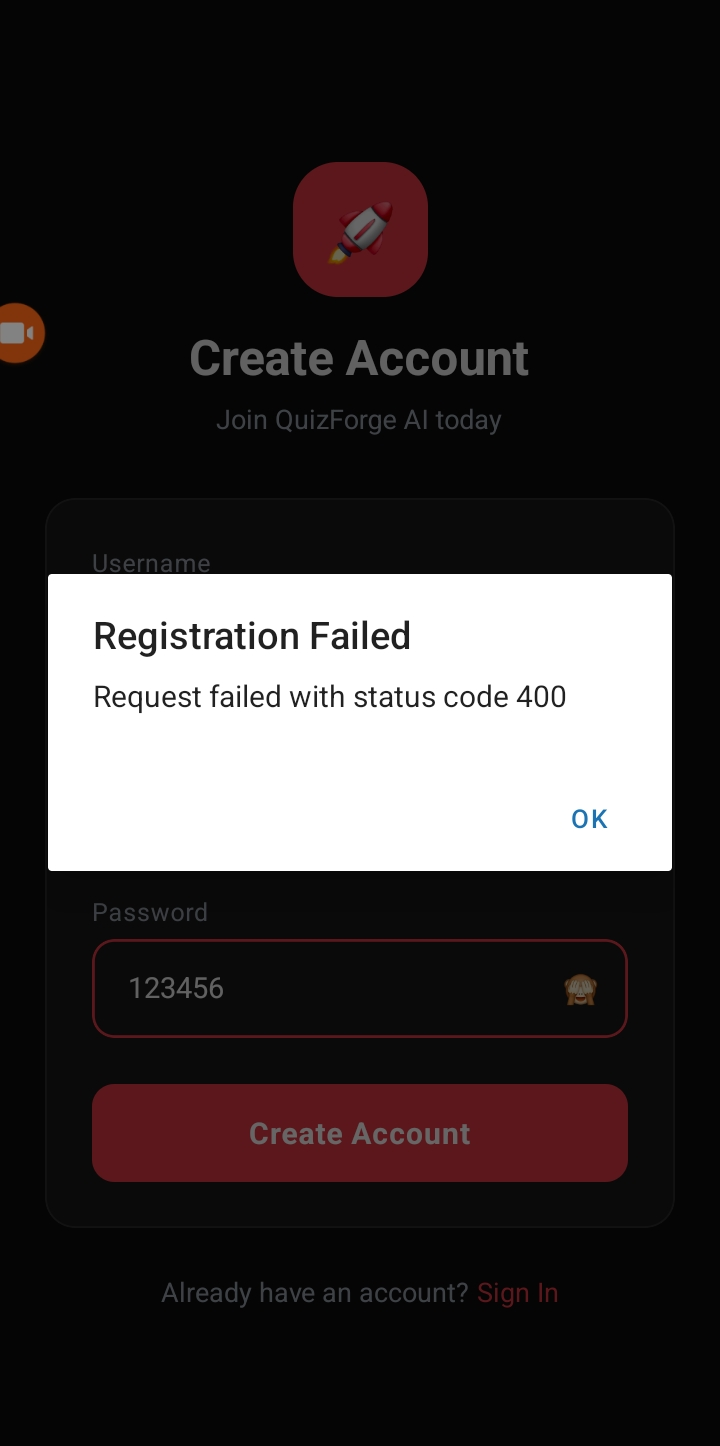 Create Account
Join QuizForge AI today
Username
Registration Failed
Request failed with status code 400
OK
Password
123456
Create Account
Already have an account? Sign In